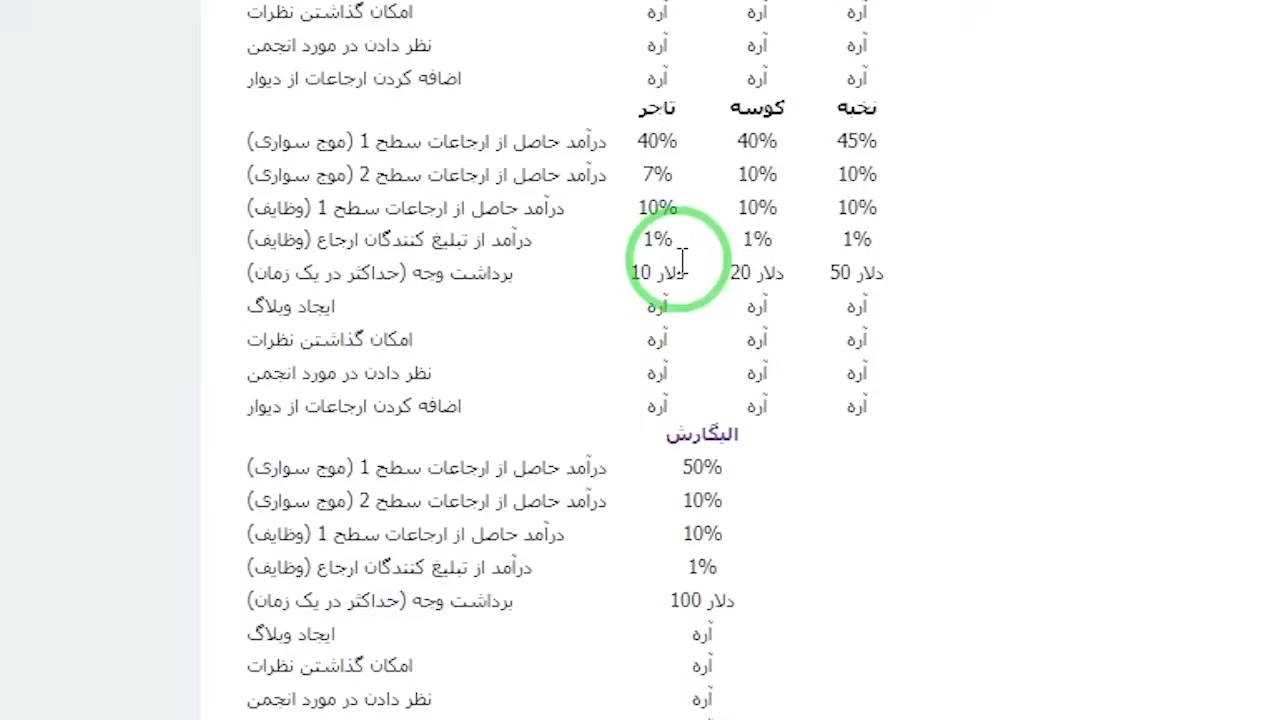 امکان گذاشتن نظرات آره آره آره
نظر دادن در مورد انجمن آره آره آره
اضافه کردن ارجاعات از دیوار آره آره آره
تاجر کوسه نخبه
درآمد حاصل از ارجاعات سطح 1 (موج سواری) 40% 40% 45%
درآمد حاصل از ارجاعات سطح 2 (موج سواری) 7% 10% 10%
درآمد حاصل از ارجاعات سطح 1 (وظایف) 10% 10% 10%
درآمد از تبلیغ کنندگان ارجاع (وظایف) 1% 1% 1%
برداشت وجه (حداکثر در یک زمان) 10 دلار 20 دلار 50 دلار
ایجاد وبلاگ آره آره آره
امکان گذاشتن نظرات آره آره آره
نظر دادن در مورد انجمن آره آره آره
اضافه کردن ارجاعات از دیوار آره آره آره
الیگارش
درآمد حاصل از ارجاعات سطح 1 (موج سواری) 50%
درآمد حاصل از ارجاعات سطح 2 (موج سواری) 10%
درآمد حاصل از ارجاعات سطح 1 (وظایف) 10%
درآمد از تبلیغ کنندگان ارجاع (وظایف) 1%
برداشت وجه (حداکثر در یک زمان) 100 دلار
ایجاد وبلاگ آره
امکان گذاشتن نظرات آره
نظر دادن در مورد انجمن آره